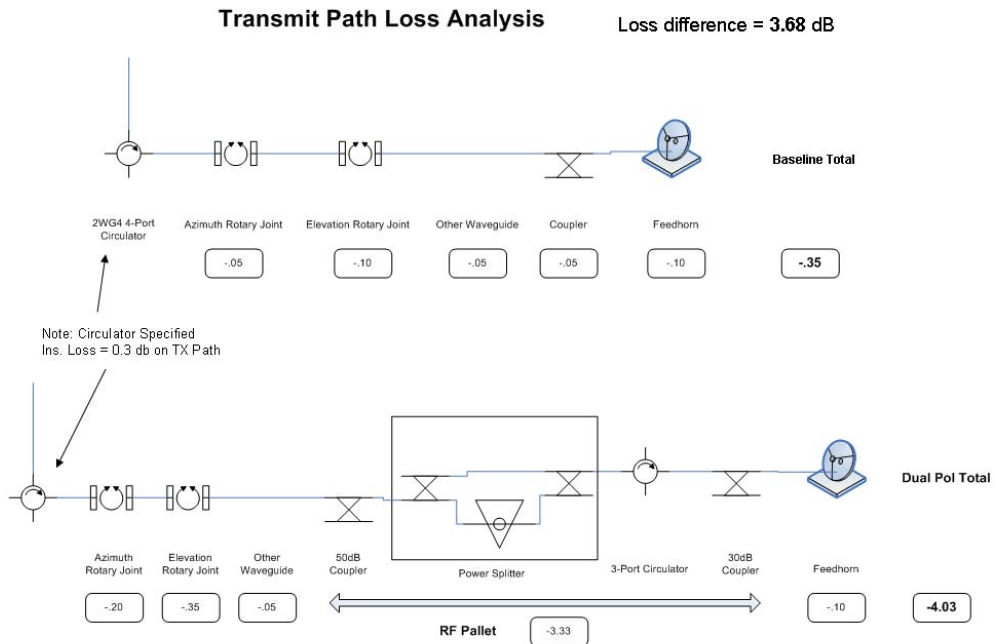 Transmit Path Loss Analysis
Loss difference = 3.68 dB
Baseline Total
2WG4 4-Port
Circulator
Azimuth Rotary Joint
Elevation Rotary Joint
Other Waveguide
Coupler
Feedhorn
-.05
-.10
-.05
-.05
-.10
-.35
Note: Circulator Specified
Ins. Loss = 0.3 db on TX Path
Dual Pol Total
Azimuth
Rotary Joint
Elevation
Rotary Joint
Other
Waveguide
50dB
Coupler
Power Splitter
3-Port Circulator
30dB
Coupler
Feedhorn
-.20
-.35
-.05
-.10
-4.03
RF Pallet
-3.33